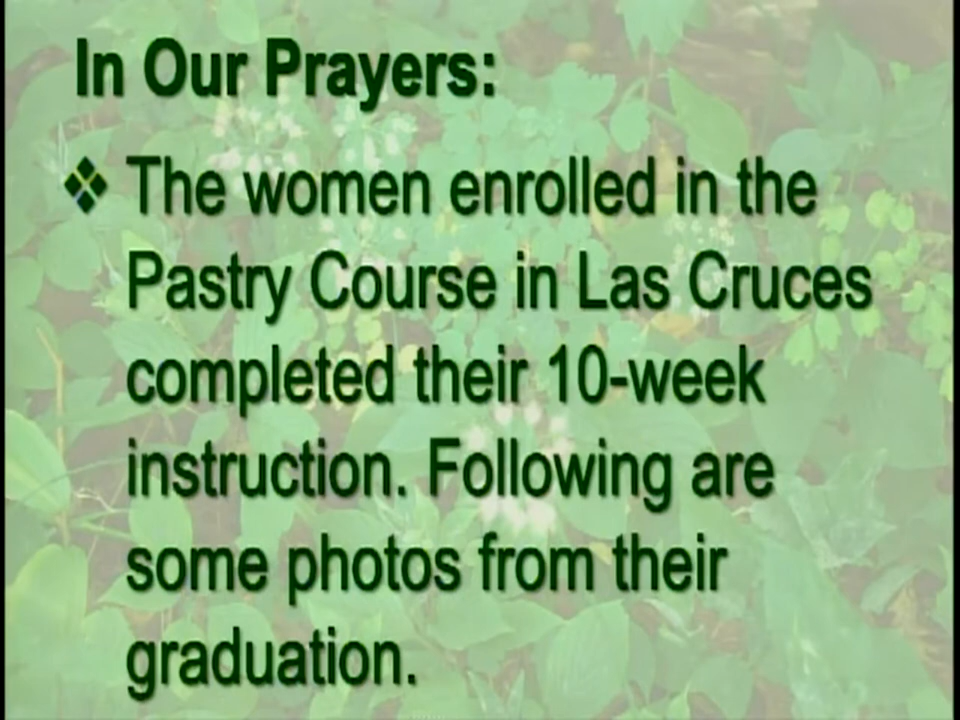 In Our Prayers:
❖ The women enrolled in the
Pastry Course in Las Cruces
completed their 10-week
instruction. Following are
some photos from their
graduation.